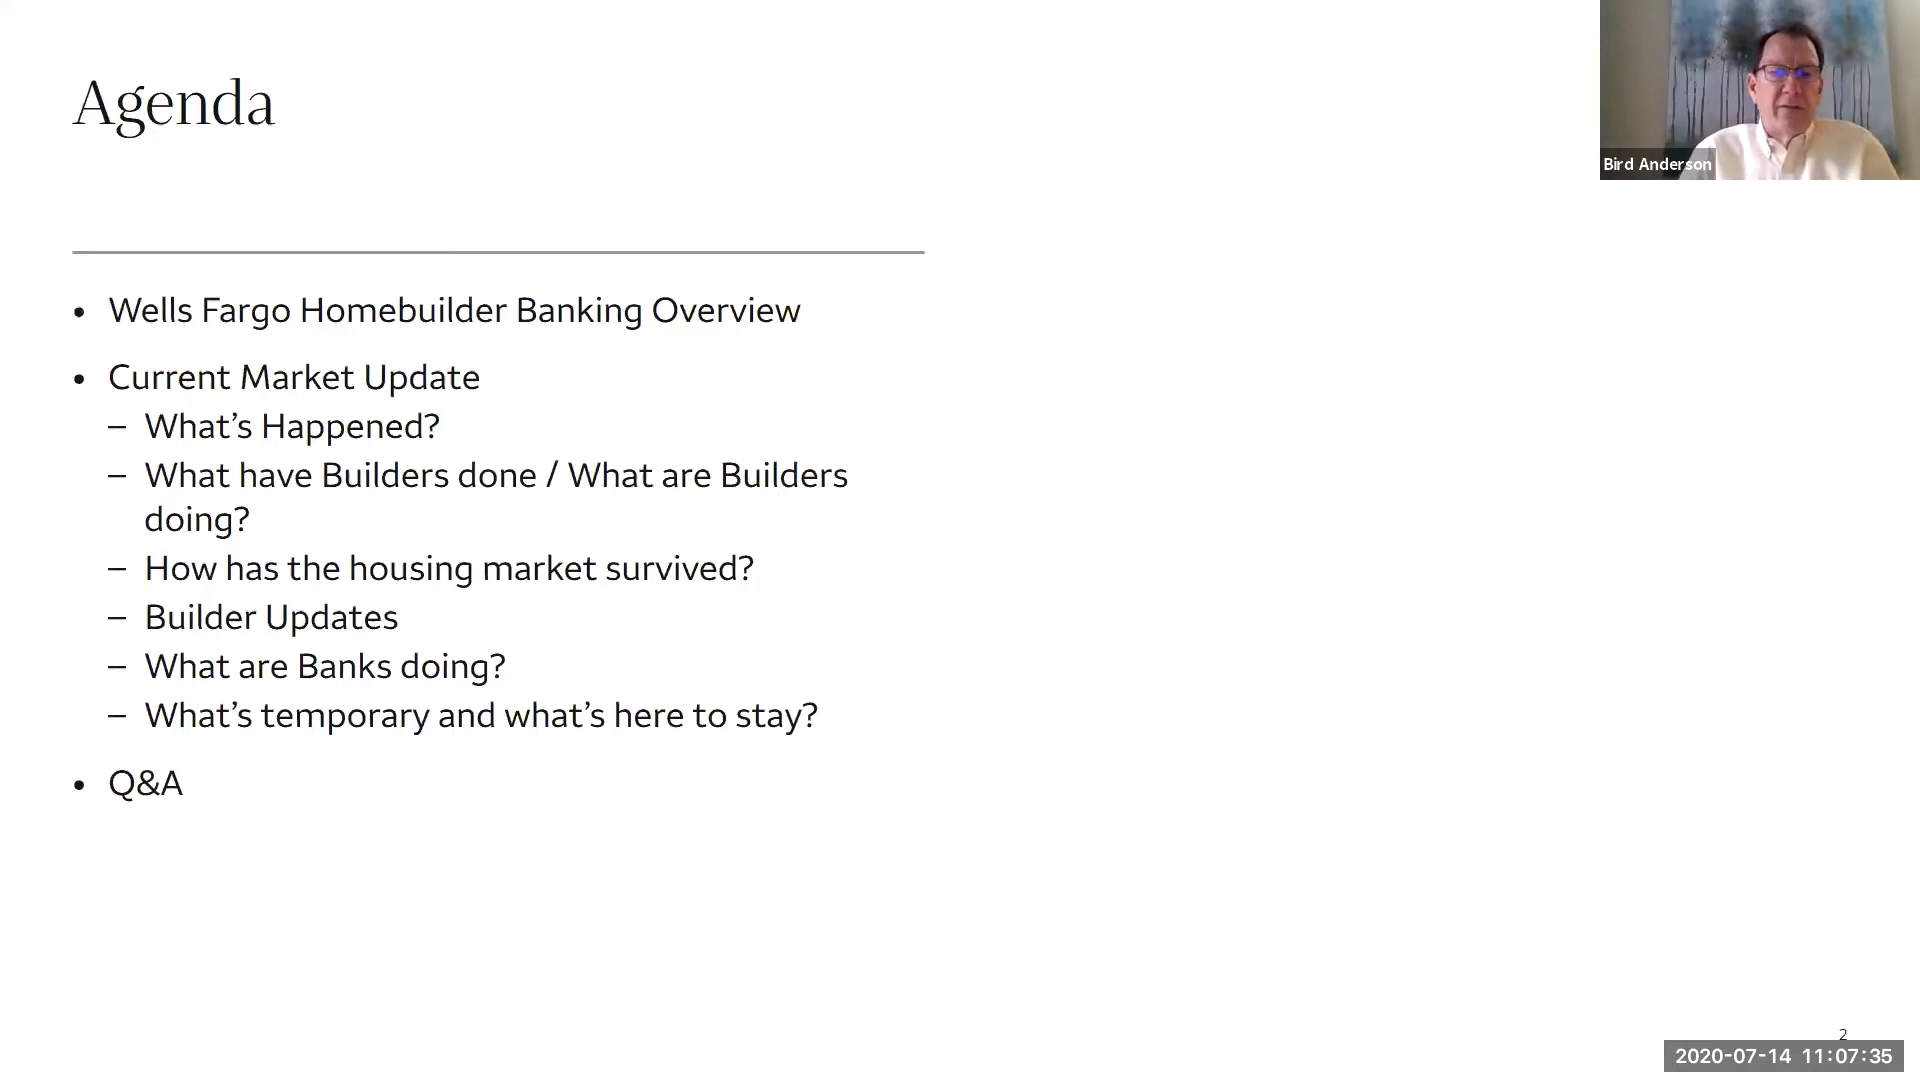 Agenda
Bird Anderson
• Wells Fargo Homebuilder Banking Overview
• Current Market Update
– What’s Happened?
– What have Builders done / What are Builders
doing?
– How has the housing market survived?
– Builder Updates
– What are Banks doing?
– What’s temporary and what’s here to stay?
• Q&A
2
2020-07-14 11:07:35